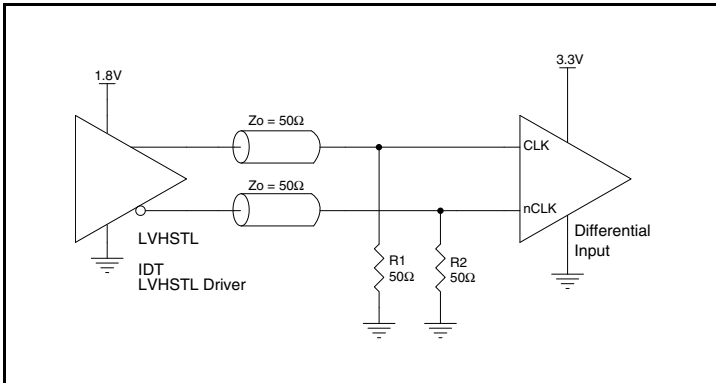 1.8V
3.3V
Zo = 50Ω
CLK
Zo = 50Ω
nCLK
LVHSTL
IDT
LVHSTL Driver
R1
50Ω
R2
50Ω
Differential
Input